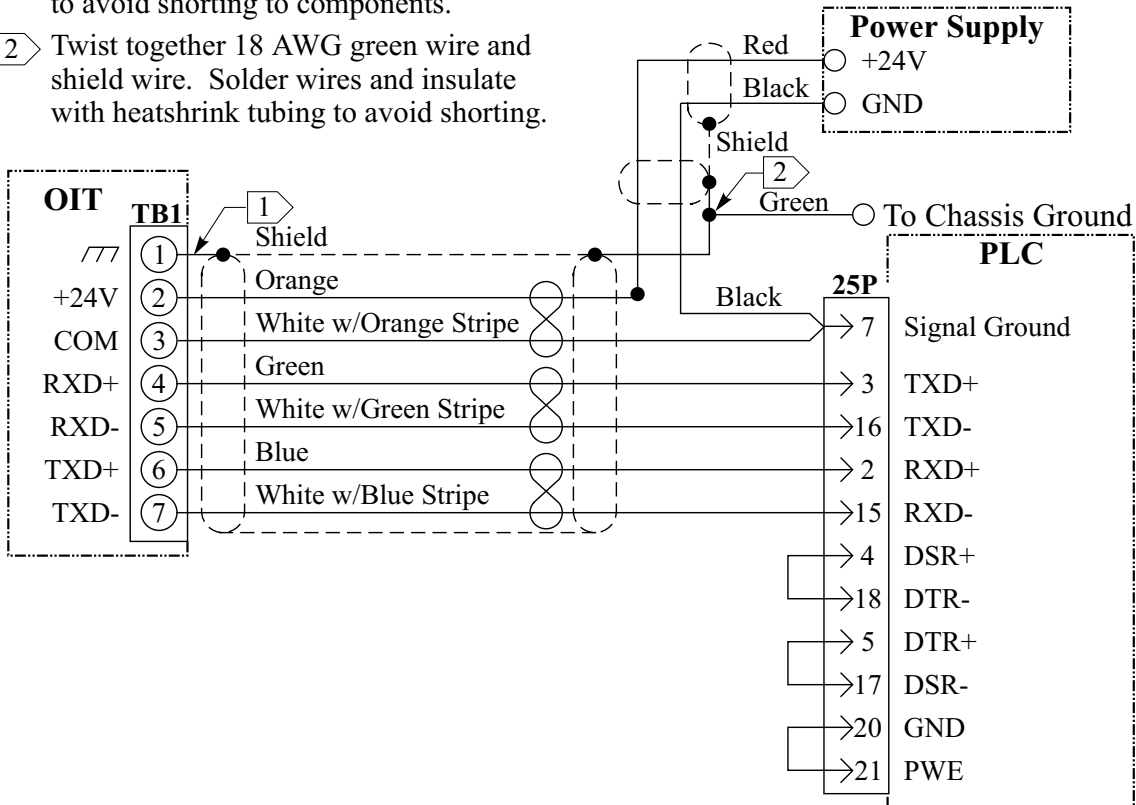 to avoid shorting to components.
2 Twist together 18 AWG green wire and
shield wire. Solder wires and insulate
with heatshrink tubing to avoid shorting.
Power Supply
Red
+24V
Black
GND
Shield
2
Green
To Chassis Ground
OIT
TB1
1
Shield
1
+24V
2
Orange
COM
3
White w/Orange Stripe
RXD+
4
Green
RXD-
5
White w/Green Stripe
TXD+
6
Blue
TXD-
7
White w/Blue Stripe
PLC
25P
Black
7 Signal Ground
3 TXD+
16 TXD-
2 RXD+
15 RXD-
4 DSR+
18 DTR-
5 DTR+
17 DSR-
20 GND
21 PWE